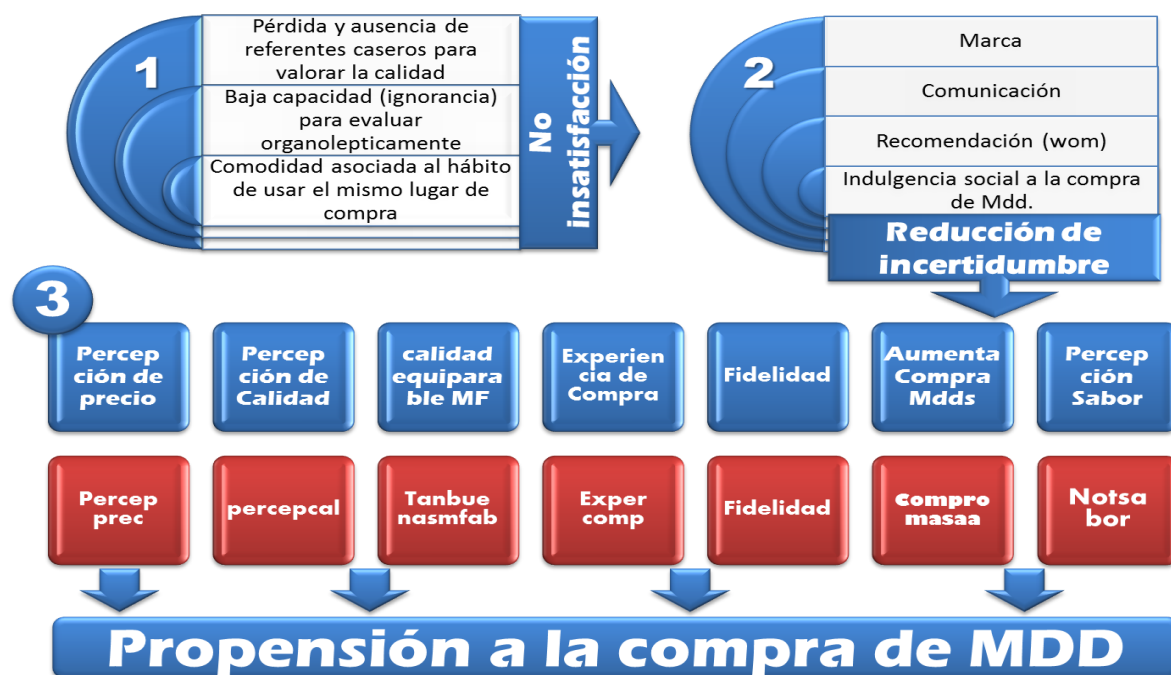 1
Pérdida y ausencia de
referentes caseros para
valorar la calidad
Baja capacidad (ignorancia)
para evaluar
organolepticamente
Comodidad asociada al hábito
de usar el mismo lugar de
compra
No
insatisfacción
2
Marca
Comunicación
Recomendación (wom)
Indulgencia social a la compra
de Mdd.
Reducción de
incertidumbre
3
Percep
ción de
precio
Percep
ción de
Calidad
calidad
equipara
ble MF
Experien
cia de
Compra
Fidelidad
Aumenta
Compra
Mdds
Percep
ción
Sabor
Percep
prec
percepcal
Tanbue
nasmfab
Exper
comp
Fidelidad
Compro
masaa
Notsa
bor
Propensión a la compra de MDD